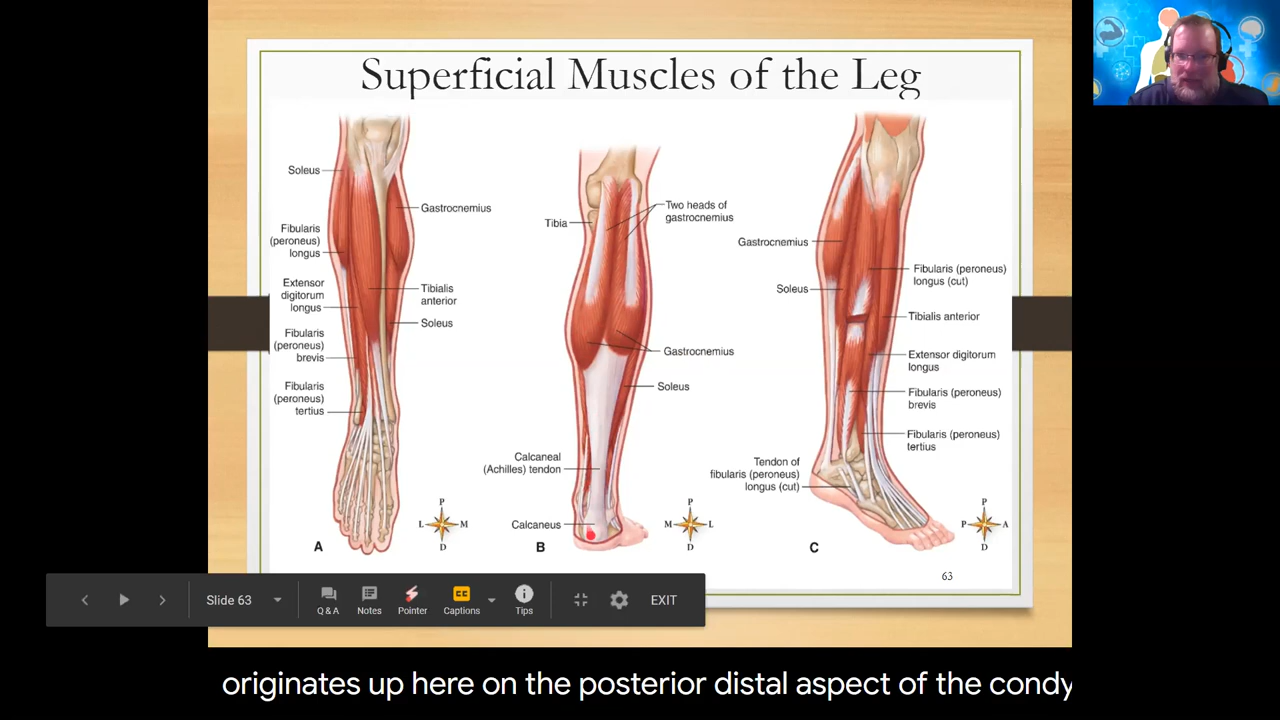 Superficial Muscles of the Leg
Soleus
Fibularis
(peroneus)
longus
Extensor
digitorum
longus
Fibularis
(peroneus)
brevis
Fibularis
(peroneus)
tertius
Gastrocnemius
Tibialis
anterior
Soleus
P
L M
D
A
Tibia
Two heads of
gastrocnemius
Gastrocnemius
Soleus
Calcaneal
(Achilles) tendon
Calcaneus
P
M L
D
B
Gastrocnemius
Soleus
Fibularis (peroneus)
longus (cut)
Tibialis anterior
Extensor digitorum
longus
Fibularis (peroneus)
brevis
Fibularis (peroneus)
tertius
Tendon of
fibularis (peroneus)
longus (cut)
P
P A
D
C
63
Slide 63
Q & A
Notes
Pointer
CC
Captions
Tips
EXIT
originates up here on the posterior distal aspect of the condy